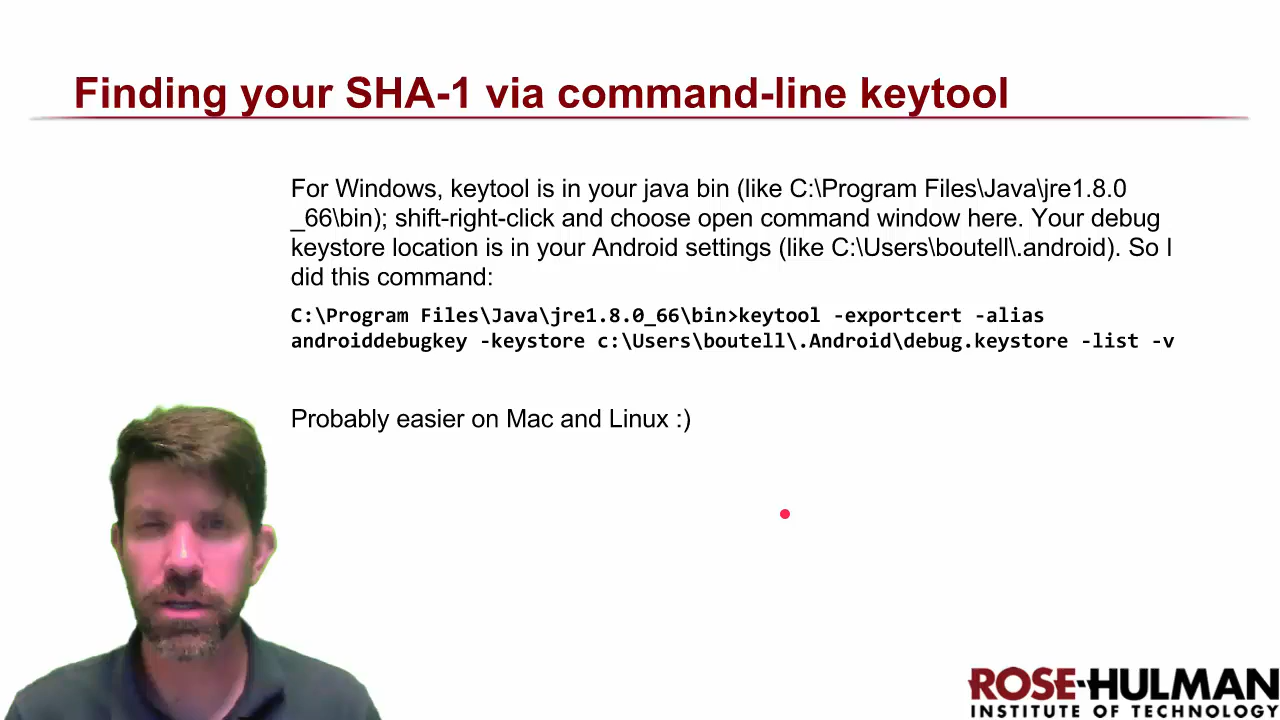 Finding your SHA-1 via command-line keytool
For Windows, keytool is in your java bin (like C:\Program Files\Java\jre1.8.0
_66\bin); shift-right-click and choose open command window here. Your debug
keystore location is in your Android settings (like C:\Users\boutell\.android). So I
did this command:
C:\Program Files\Java\jre1.8.0_66\bin>keytool -exportcert -alias
androiddebugkey -keystore c:\Users\boutell\.Android\debug.keystore -list -v
Probably easier on Mac and Linux :)
ROSE-HULMAN
INSTITUTE OF TECHNOLOGY